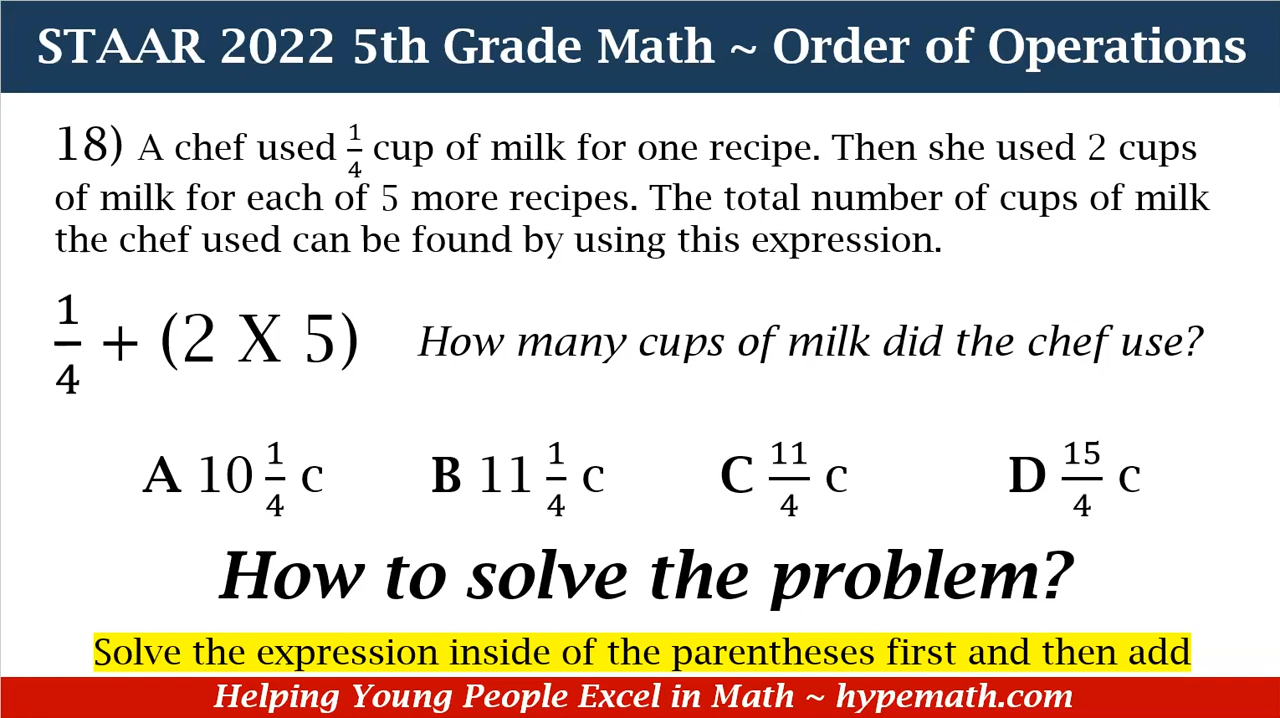 STAAR 2022 5th Grade Math ~ Order of Operations
18) A chef used 1/4 cup of milk for one recipe. Then she used 2 cups
of milk for each of 5 more recipes. The total number of cups of milk
the chef used can be found by using this expression.
1/4 + (2 X 5) How many cups of milk did the chef use?
A 10 1/4 c B 11 1/4 c C 11/4 c D 15/4 c
How to solve the problem?
Solve the expression inside of the parentheses first and then add
Helping Young People Excel in Math ~ hypemath.com